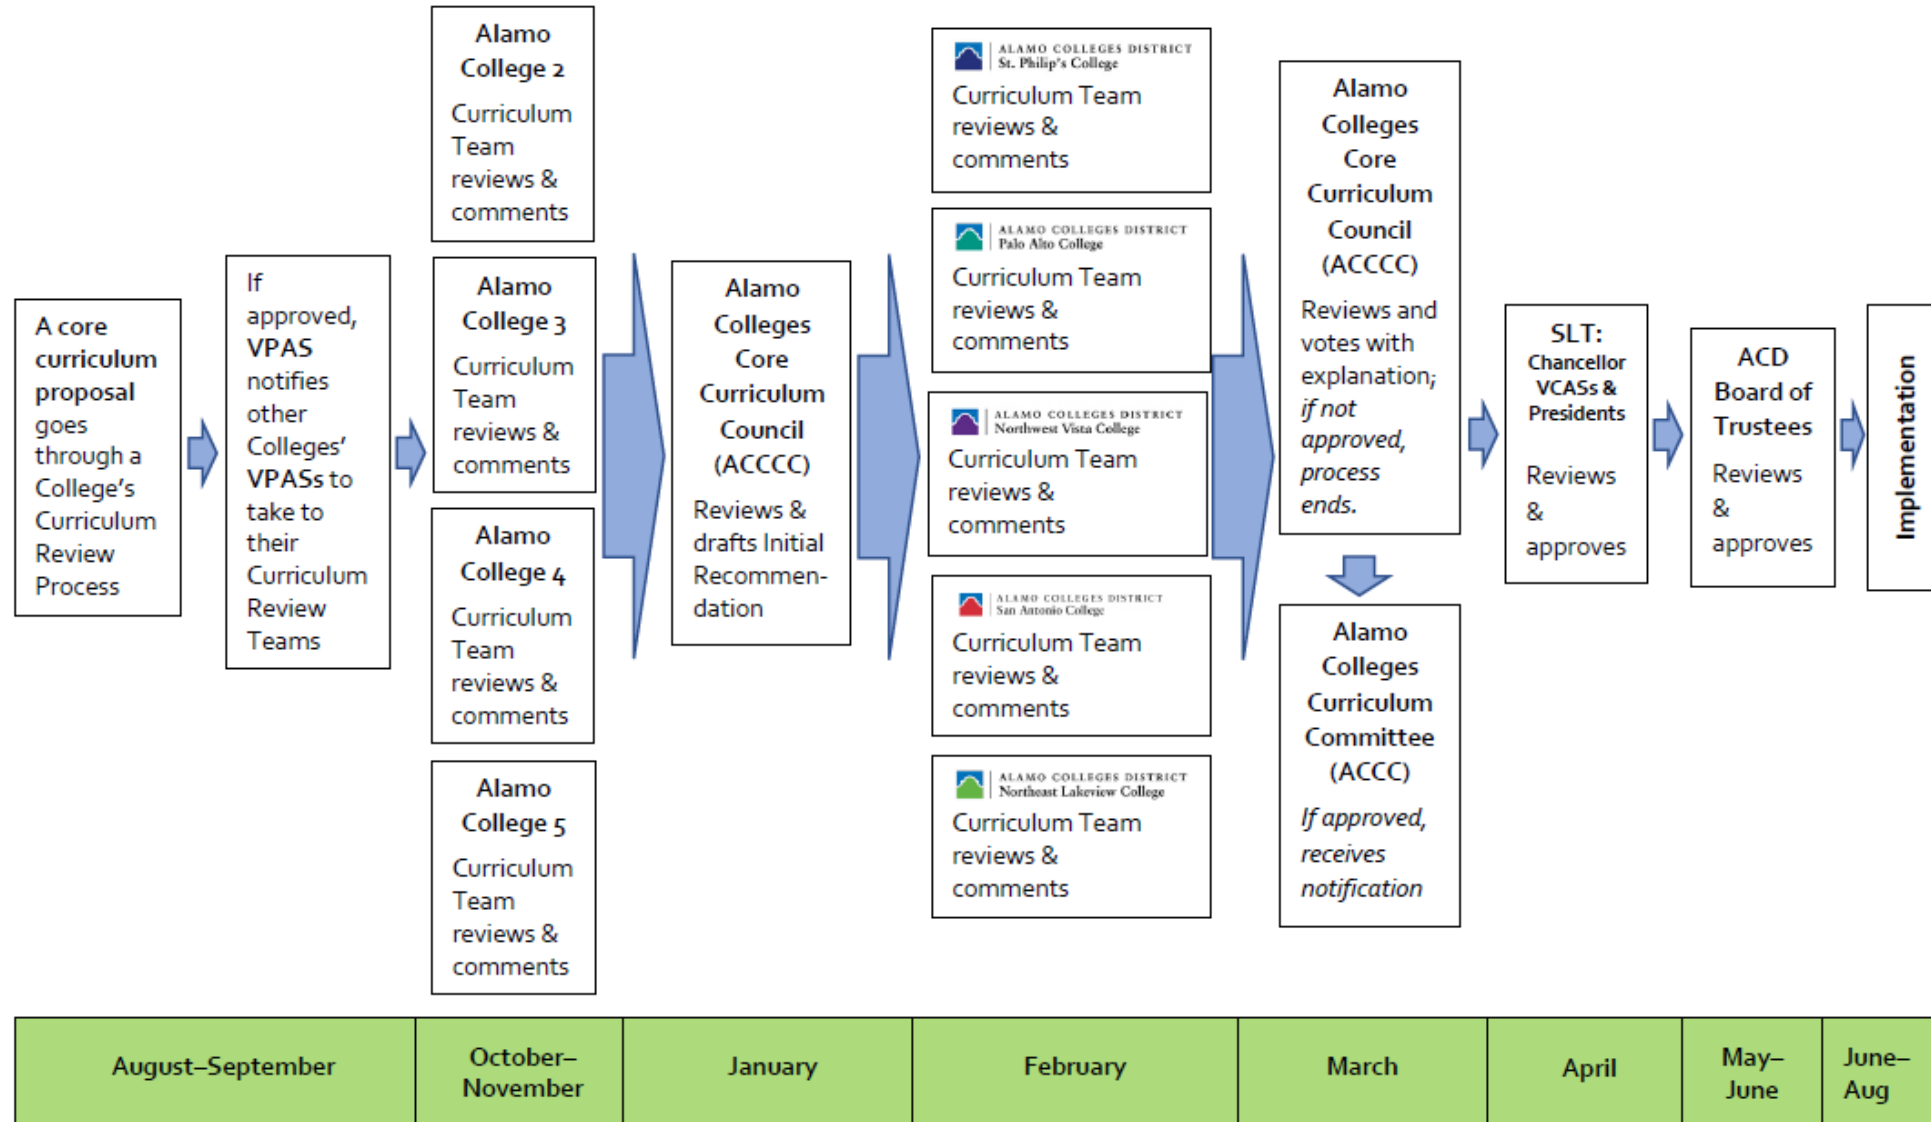 A core
curriculum
proposal
goes
through a
College's
Curriculum
Review
Process
If
approved,
VPAS
notifies
other
Colleges'
VPASs to
take to
their
Curriculum
Review
Teams
Alamo
College 2
Curriculum
Team
reviews &
comments
Alamo
College 3
Curriculum
Team
reviews &
comments
Alamo
College 4
Curriculum
Team
reviews &
comments
Alamo
College 5
Curriculum
Team
reviews &
comments
Alamo
Colleges
Core
Curriculum
Council
(ACCCC)
Reviews &
drafts Initial
Recommen-
dation
ALAMO COLLEGES DISTRICT
St. Philip's College
Curriculum Team
reviews &
comments
ALAMO COLLEGES DISTRICT
Palo Alto College
Curriculum Team
reviews &
comments
ALAMO COLLEGES DISTRICT
Northwest Vista College
Curriculum Team
reviews &
comments
ALAMO COLLEGES DISTRICT
San Antonio College
Curriculum Team
reviews &
comments
ALAMO COLLEGES DISTRICT
Northeast Lakeview College
Curriculum Team
reviews &
comments
Alamo
Colleges
Core
Curriculum
Council
(ACCCC)
Reviews and
votes with
explanation;
if not
approved,
process
ends.
Alamo
Colleges
Curriculum
Committee
(ACCC)
If approved,
receives
notification
SLT:
Chancellor
VCASs &
Presidents
Reviews
&
approves
ACD
Board of
Trustees
Reviews
&
approves
Implementation
August–September
October–
November
January
February
March
April
May–
June
June–
Aug